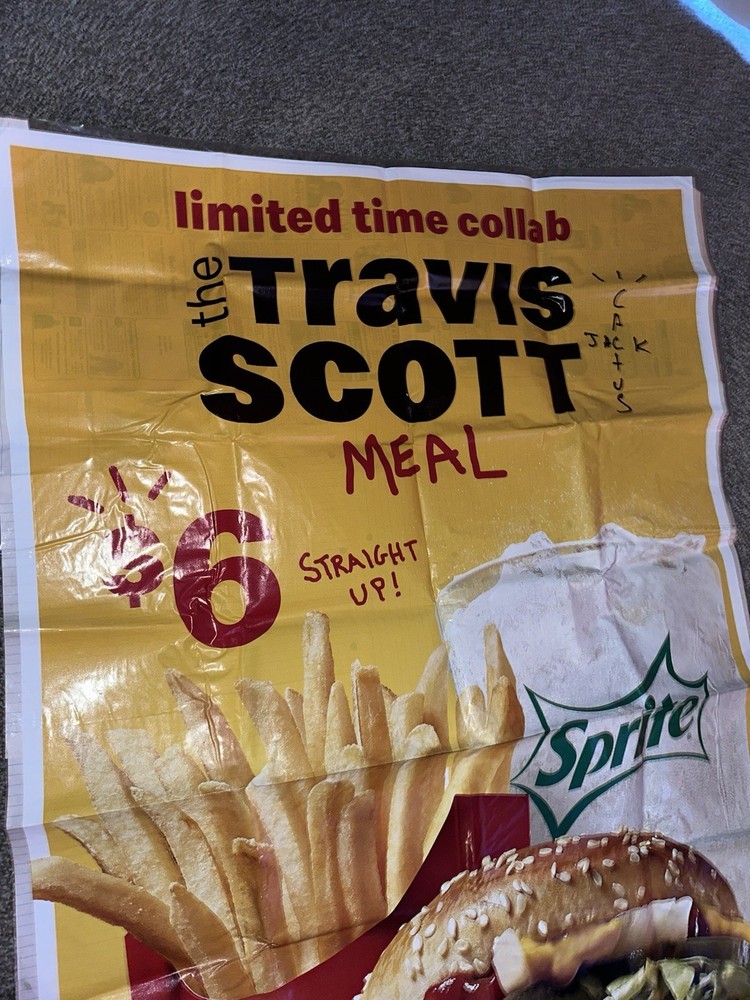 limited time collab
the Travis
SCOTT
CACTUS
JACK
MEAL
$6
STRAIGHT
UP!
Sprite